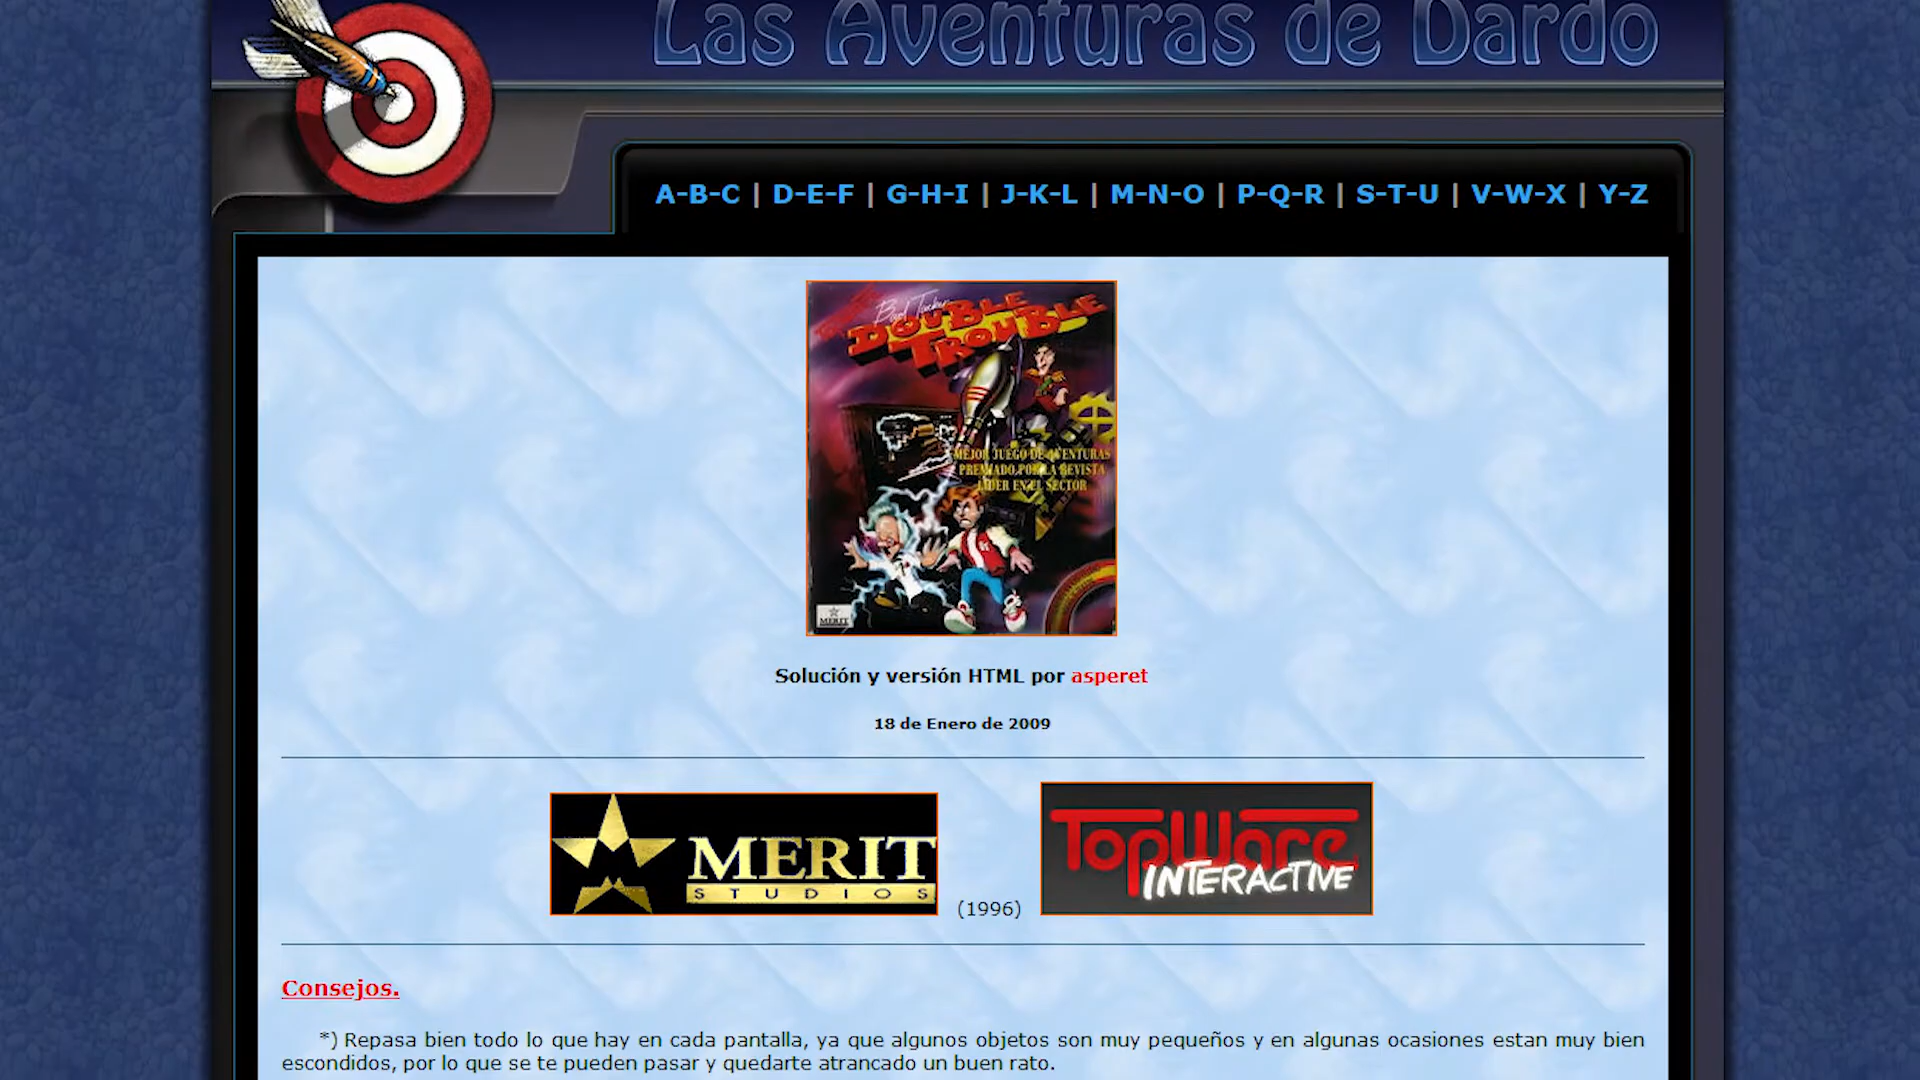 Las Aventuras de Dardo
A-B-C | D-E-F | G-H-I | J-K-L | M-N-O | P-Q-R | S-T-U | V-W-X | Y-Z
DOUBLE
TROUBLE
MEJOR JUEGO DE AVENTURAS
PREMIADO POR LA REVISTA
LIDER EN EL SECTOR
MERIT
Solución y versión HTML por asperet
18 de Enero de 2009
MERIT
STUDIOS
(1996)
TopWare
INTERACTIVE
Consejos.
*) Repasa bien todo lo que hay en cada pantalla, ya que algunos objetos son muy pequeños y en algunas ocasiones estan muy bien
escondidos, por lo que se te pueden pasar y quedarte atrancado un buen rato.